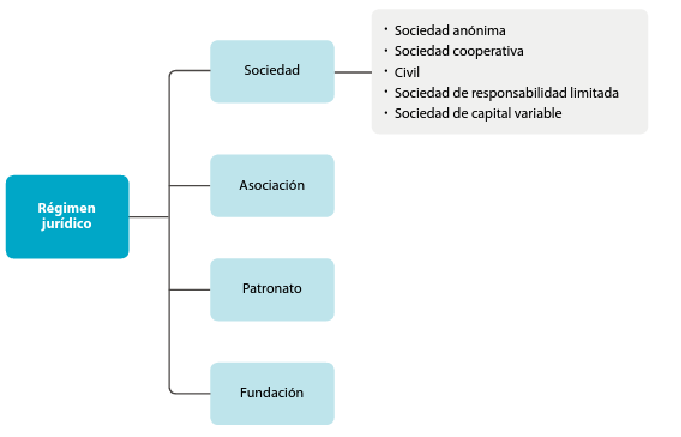 Régimen
jurídico
Sociedad
• Sociedad anónima
• Sociedad cooperativa
• Civil
• Sociedad de responsabilidad limitada
• Sociedad de capital variable
Asociación
Patronato
Fundación